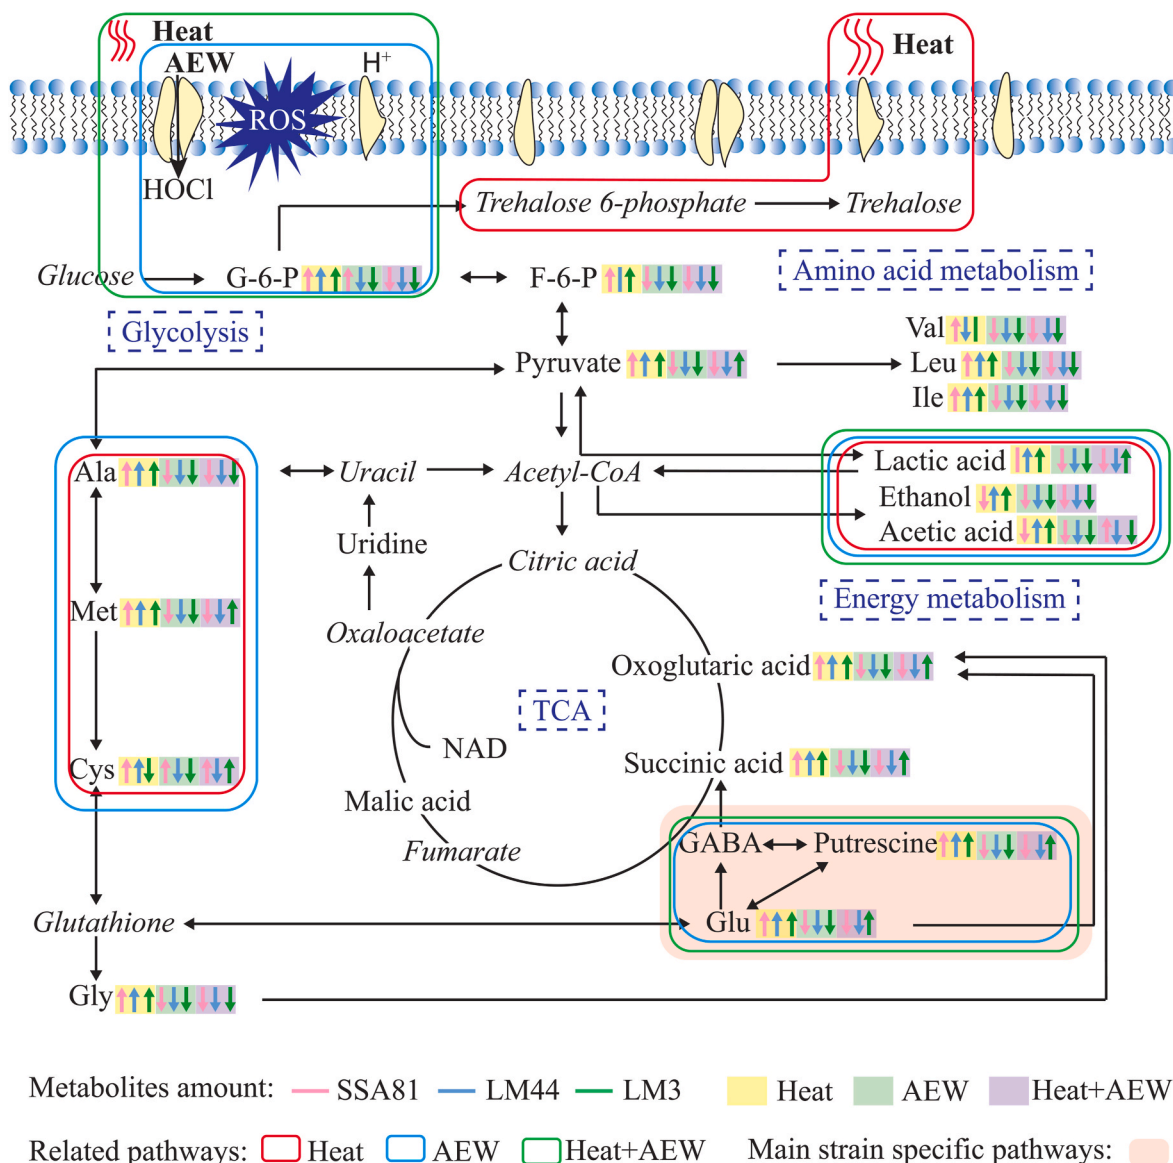 Heat
AEW
H+
Heat
ROS
HOCl
Trehalose 6-phosphate
Trehalose
Glucose
G-6-P
F-6-P
Amino acid metabolism
Glycolysis
Val
Pyruvate
Leu
Ile
Ala
Uracil
Acetyl-CoA
Lactic acid
Ethanol
Acetic acid
Uridine
Citric acid
Met
Oxaloacetate
Energy metabolism
Oxoglutaric acid
TCA
NAD
Cys
Succinic acid
Malic acid
Fumarate
GABA
Putrescine
Glutathione
Glu
Gly
Metabolites amount: SSA81 LM44 LM3 Heat AEW Heat+AEW
Related pathways: Heat AEW Heat+AEW Main strain specific pathways: